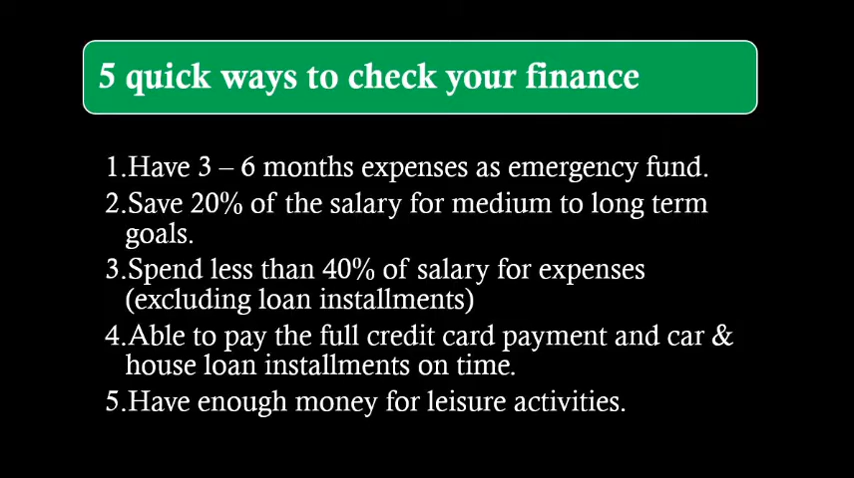 5 quick ways to check your finance
1.Have 3 – 6 months expenses as emergency fund.
2.Save 20% of the salary for medium to long term
goals.
3.Spend less than 40% of salary for expenses
(excluding loan installments)
4.Able to pay the full credit card payment and car &
house loan installments on time.
5.Have enough money for leisure activities.